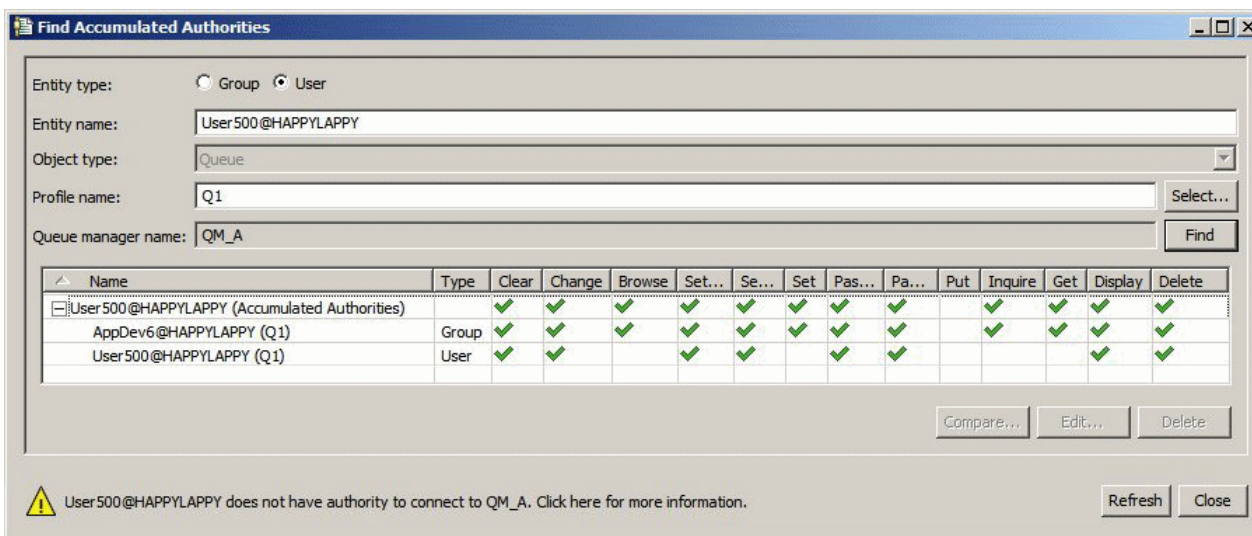 Find Accumulated Authorities
Entity type: Group User
Entity name: User500@HAPPYLAPPY
Object type: Queue
Profile name: Q1 Select...
Queue manager name: QM_A Find
Name Type Clear Change Browse Set... Se... Set Pas... Pa... Put Inquire Get Display Delete
User500@HAPPYLAPPY (Accumulated Authorities)
AppDev6@HAPPYLAPPY (Q1) Group
User500@HAPPYLAPPY (Q1) User
Compare... Edit... Delete
User500@HAPPYLAPPY does not have authority to connect to QM_A. Click here for more information. Refresh Close